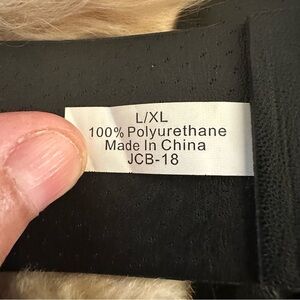 L/XL
100% Polyurethane
Made In China
JCB-18